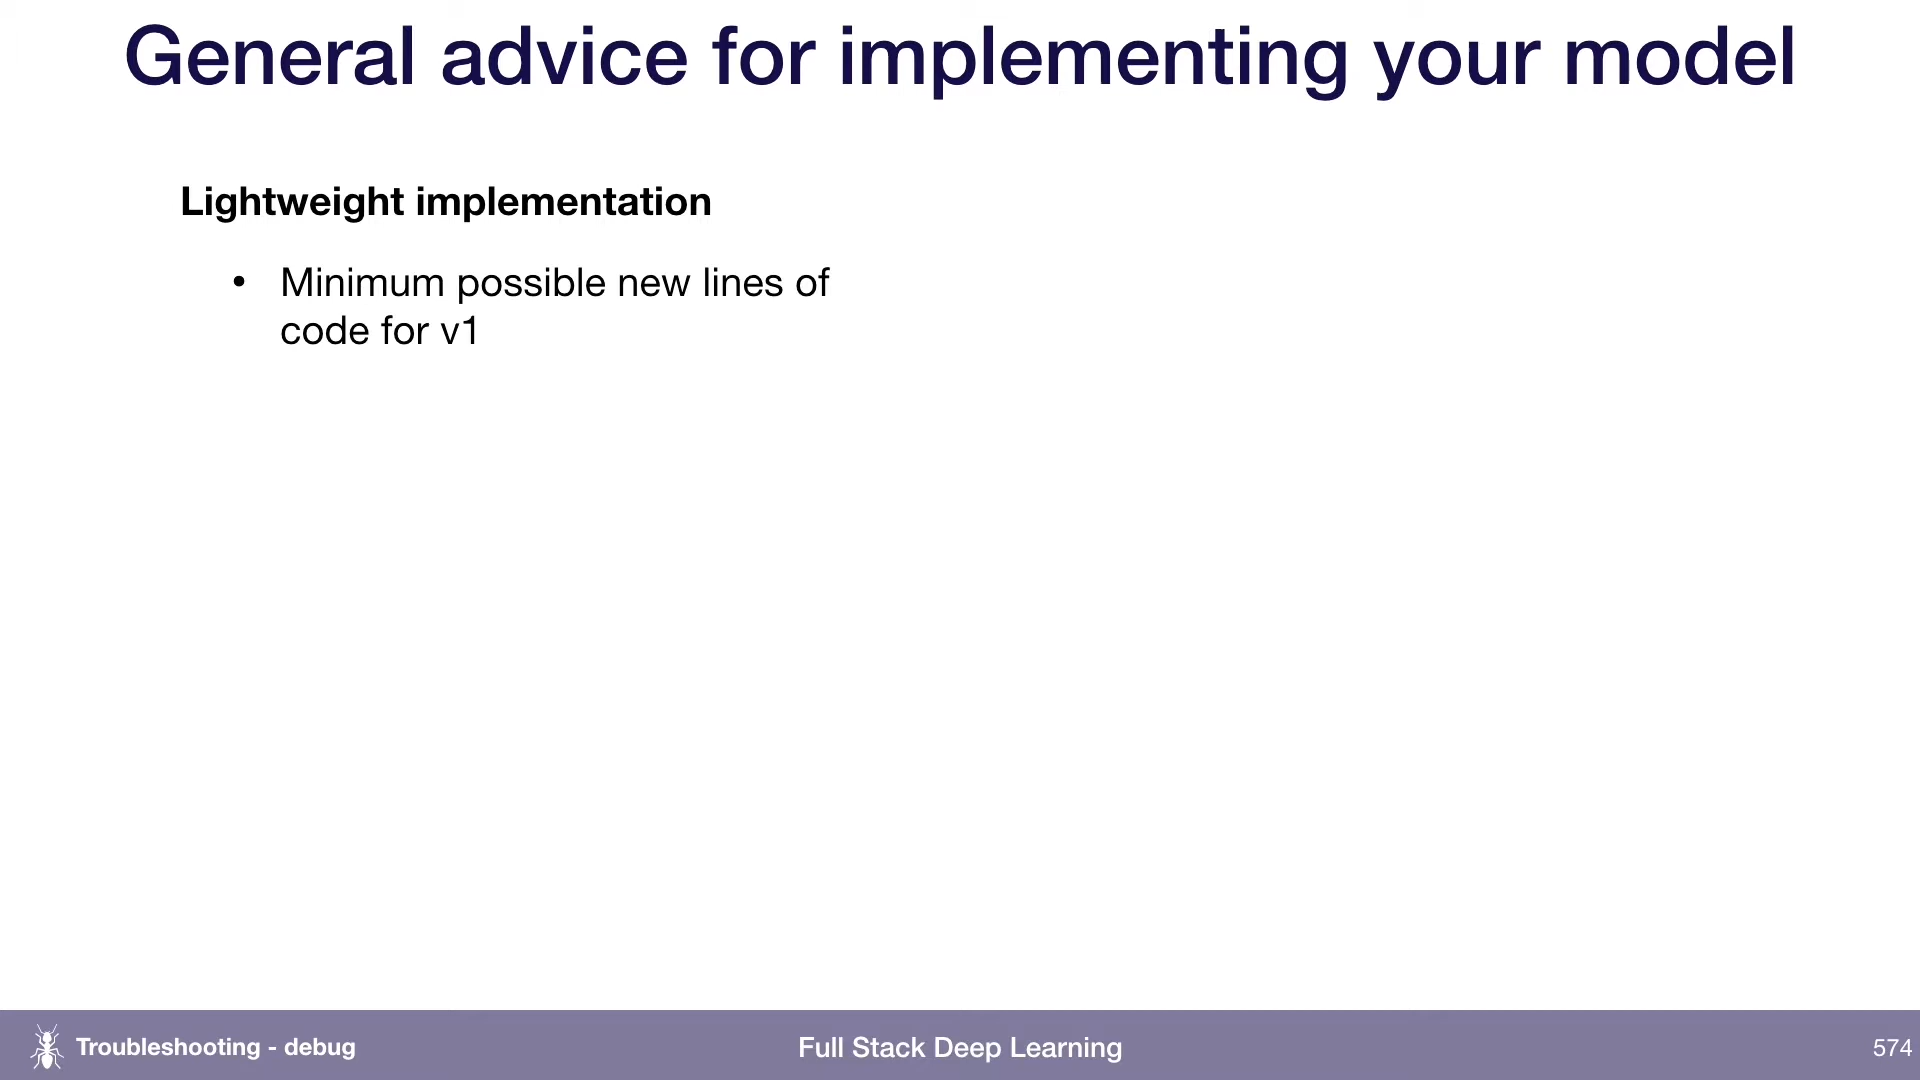 General advice for implementing your model
Lightweight implementation
• Minimum possible new lines of
code for v1
Troubleshooting - debug
Full Stack Deep Learning
574